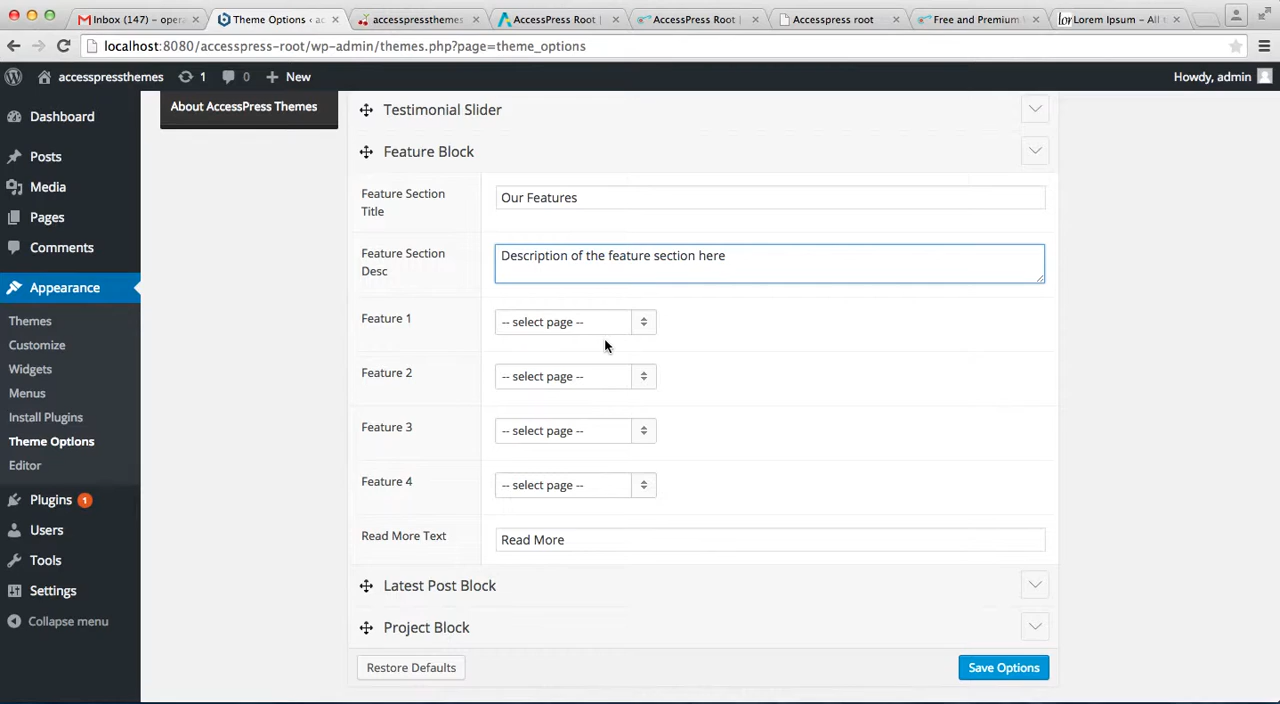 Inbox (147) – opera
Theme Options ‹ ac
accesspressthemes
AccessPress Root |
AccessPress Root |
Accesspress root
Free and Premium
Lorem Ipsum – All t
localhost:8080/accesspress-root/wp-admin/themes.php?page=theme_options
accesspressthemes
1
0
New
Howdy, admin
Dashboard
Posts
Media
Pages
Comments
Appearance
Themes
Customize
Widgets
Menus
Install Plugins
Theme Options
Editor
Plugins 1
Users
Tools
Settings
Collapse menu
About AccessPress Themes
Testimonial Slider
Feature Block
Feature Section
Title
Our Features
Feature Section
Desc
Description of the feature section here
Feature 1
-- select page --
Feature 2
-- select page --
Feature 3
-- select page --
Feature 4
-- select page --
Read More Text
Read More
Latest Post Block
Project Block
Restore Defaults
Save Options